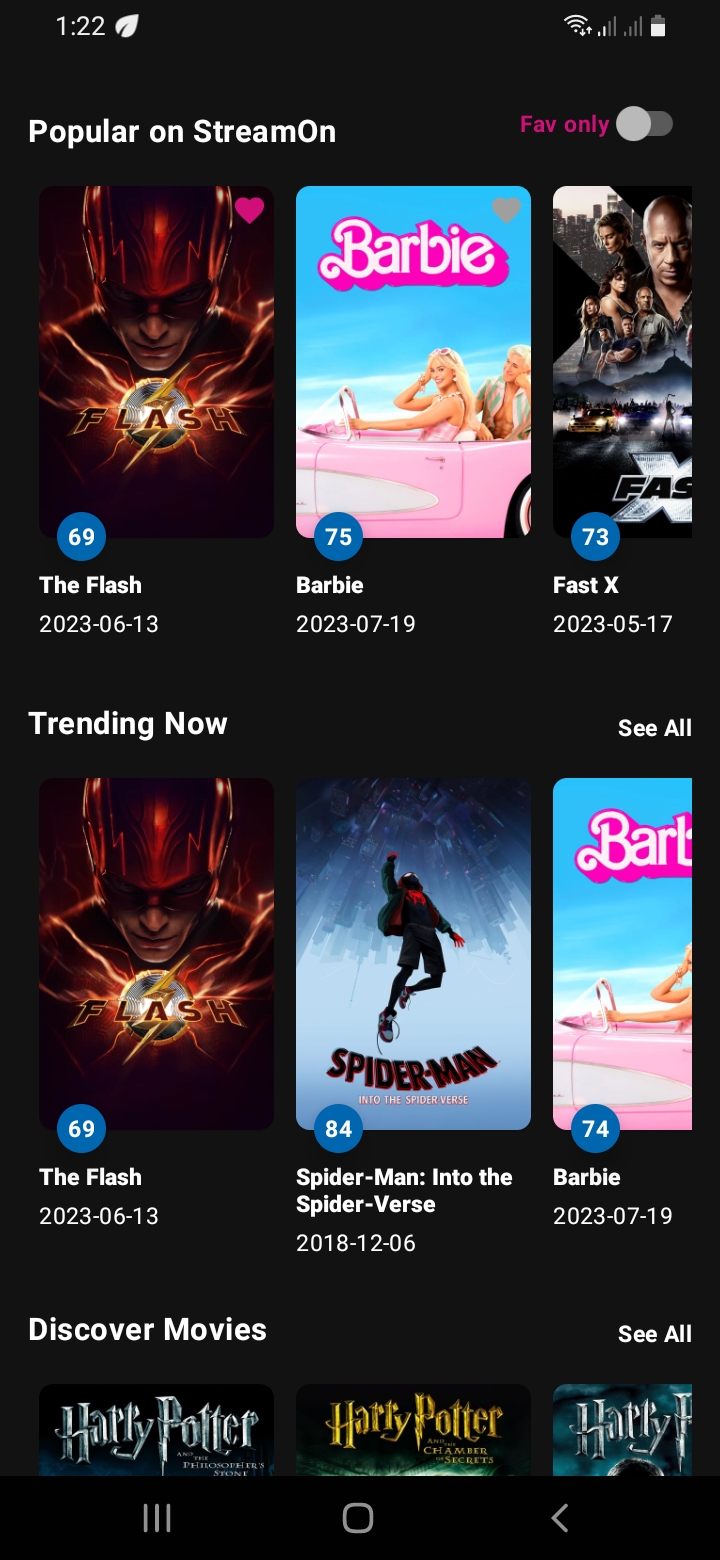 1:22
Popular on StreamOn
Fav only
Barbie
FLASH
FAS
X
69
75
73
The Flash
Barbie
Fast X
2023-06-13
2023-07-19
2023-05-17
Trending Now
See All
Barb
FLASH
SPIDER-MAN
INTO THE SPIDER-VERSE
69
84
74
The Flash
Spider-Man: Into the
Spider-Verse
Barbie
2023-06-13
2018-12-06
2023-07-19
Discover Movies
See All
Harry Potter
AND THE
PHILOSOPHER'S
STONE
Harry Potter
AND THE
CHAMBER
OF SECRETS
Harry P